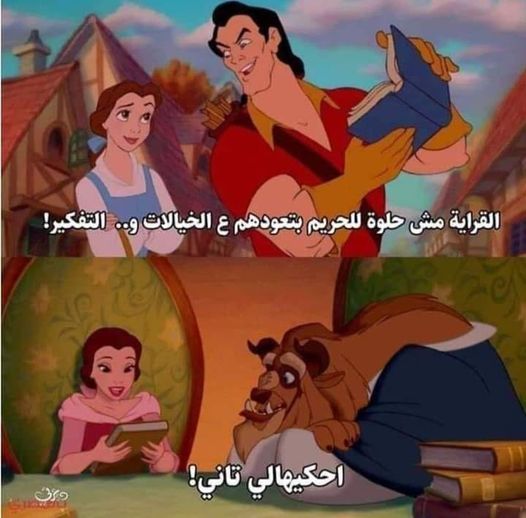 القراية مش حلوة للحريم بتعودهم ع الخيالات و.. التفكير!
احكيهالي تاني!